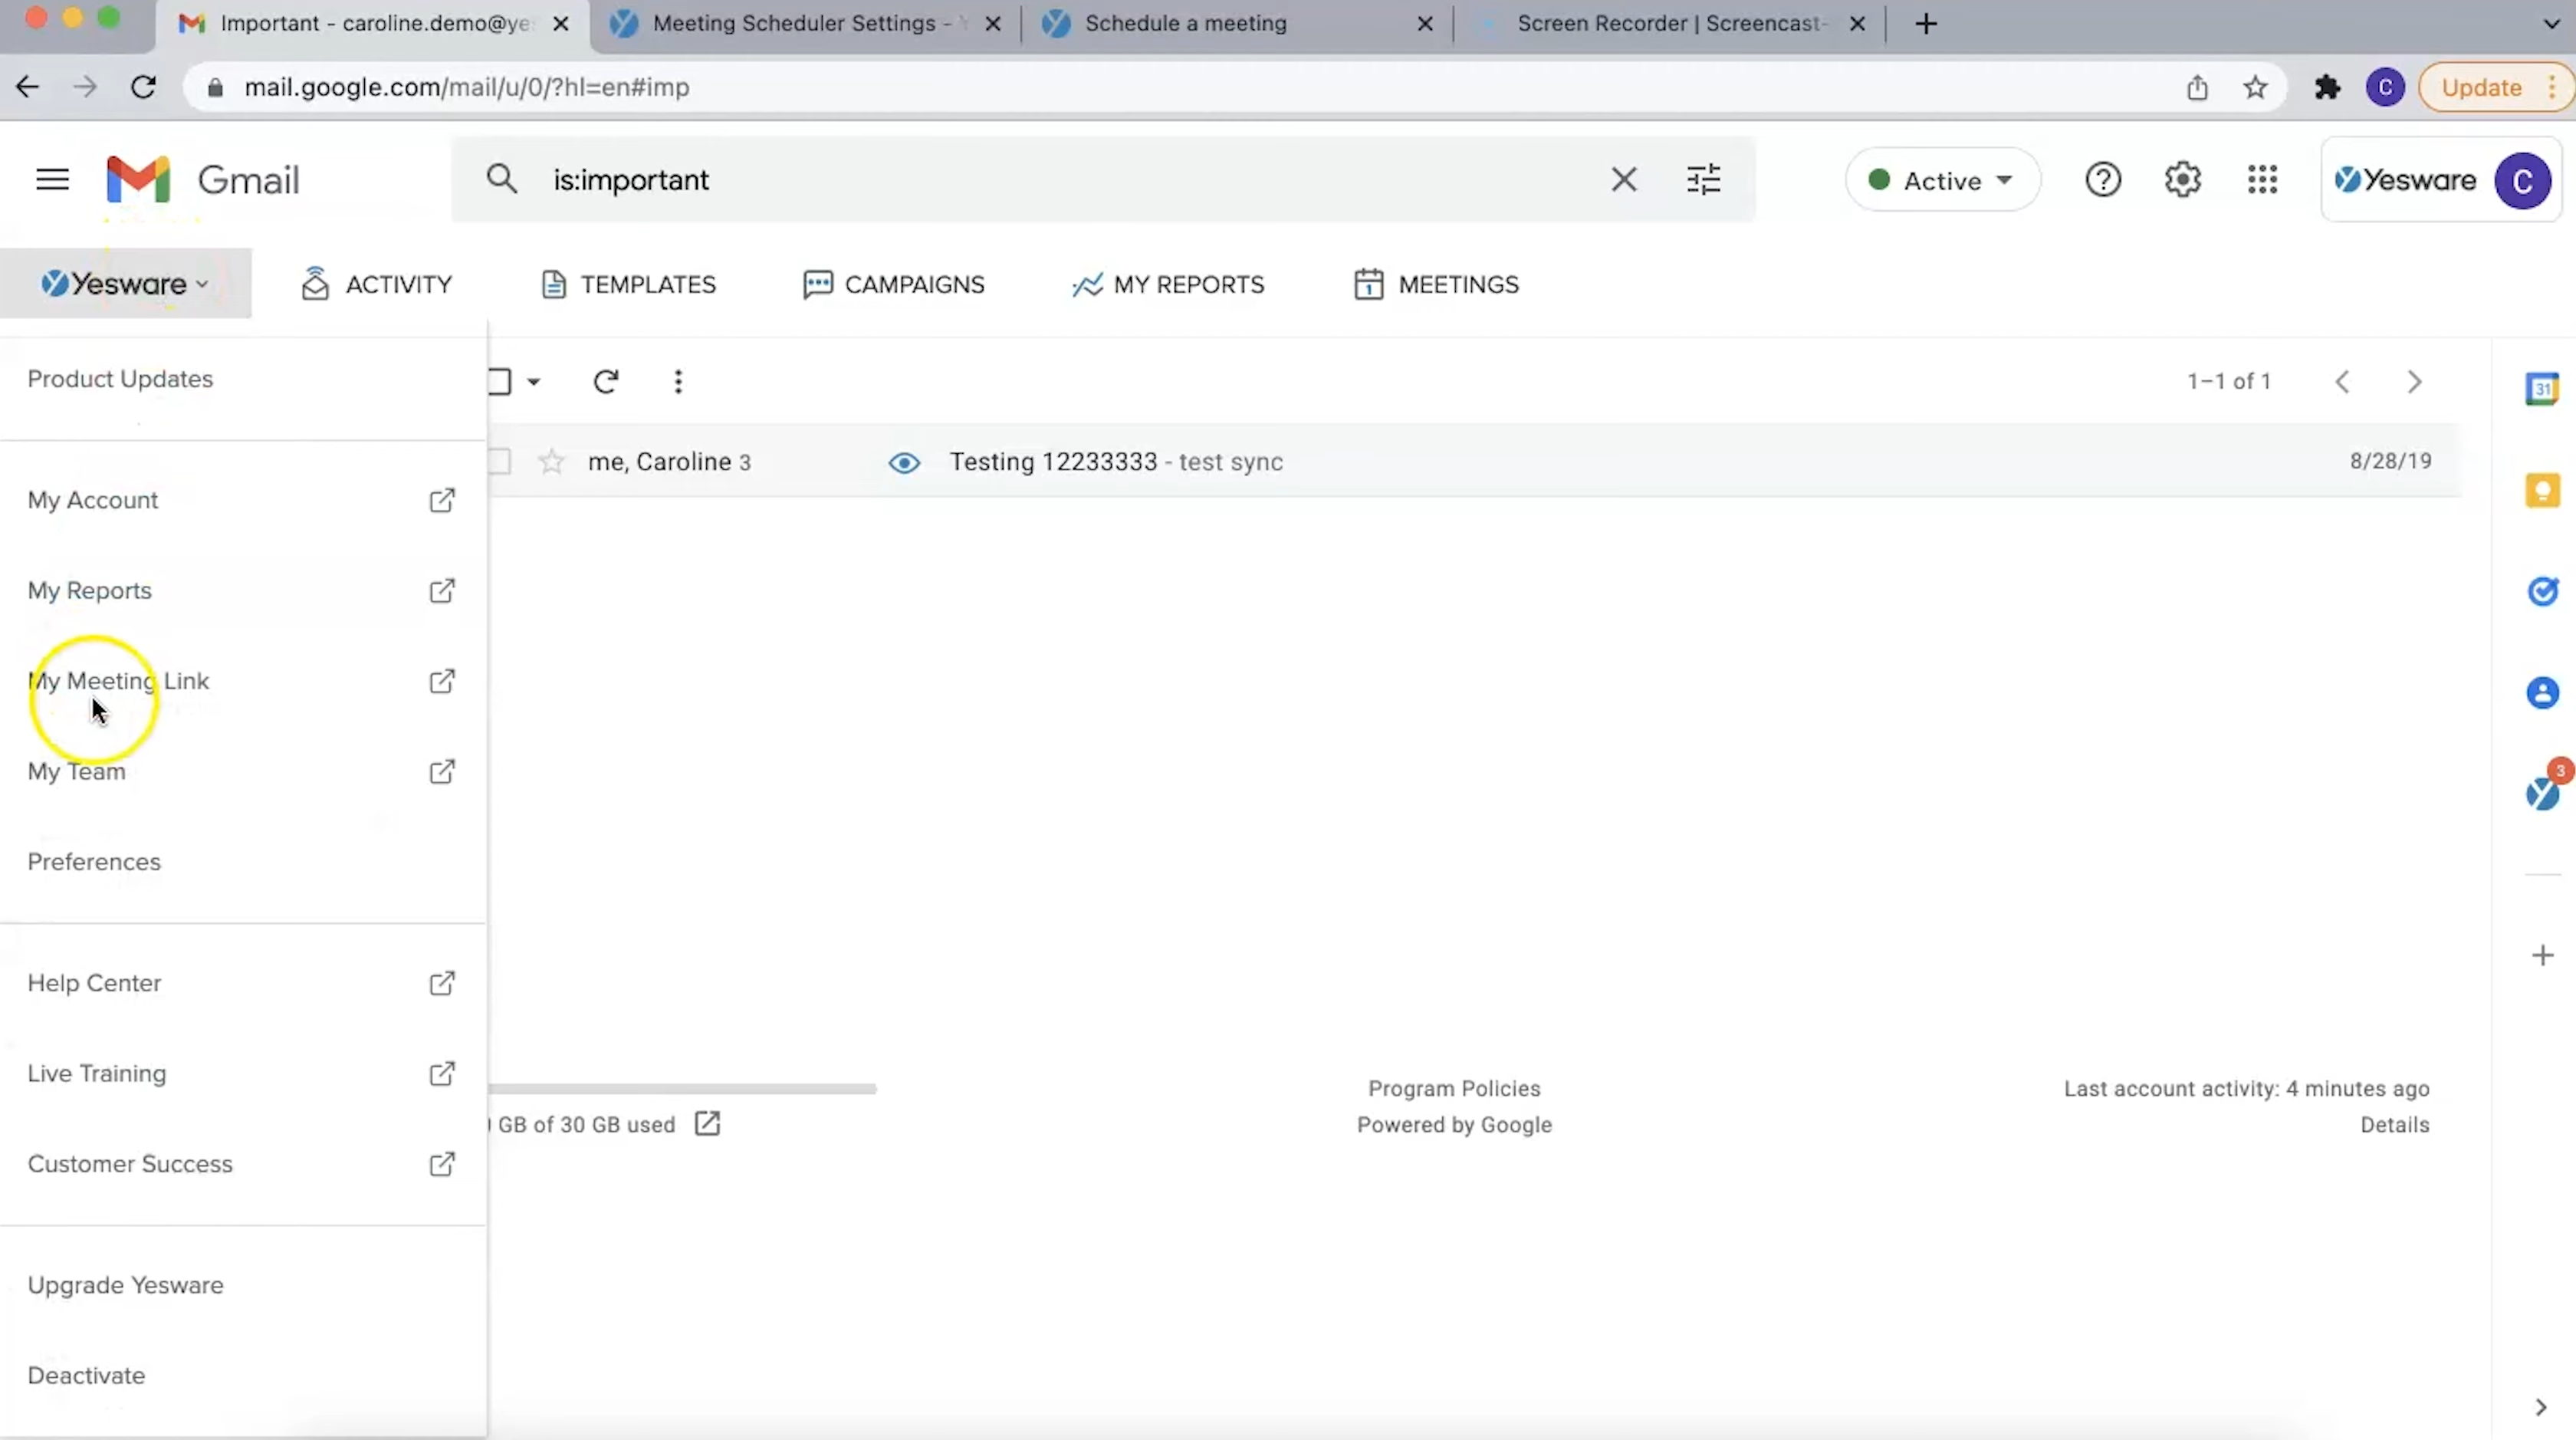 Important - caroline.demo@ye
Meeting Scheduler Settings -
Schedule a meeting
Screen Recorder | Screencast-
mail.google.com/mail/u/0/?hl=en#imp
C
Update
Gmail
is:important
Active
Yesware
C
Yesware
ACTIVITY
TEMPLATES
CAMPAIGNS
MY REPORTS
1
MEETINGS
Product Updates
1–1 of 1
31
me, Caroline 3
Testing 12233333 - test sync
8/28/19
My Account
My Reports
My Meeting Link
My Team
3
Preferences
Help Center
Live Training
Customer Success
Upgrade Yesware
Deactivate
GB of 30 GB used
Program Policies
Powered by Google
Last account activity: 4 minutes ago
Details